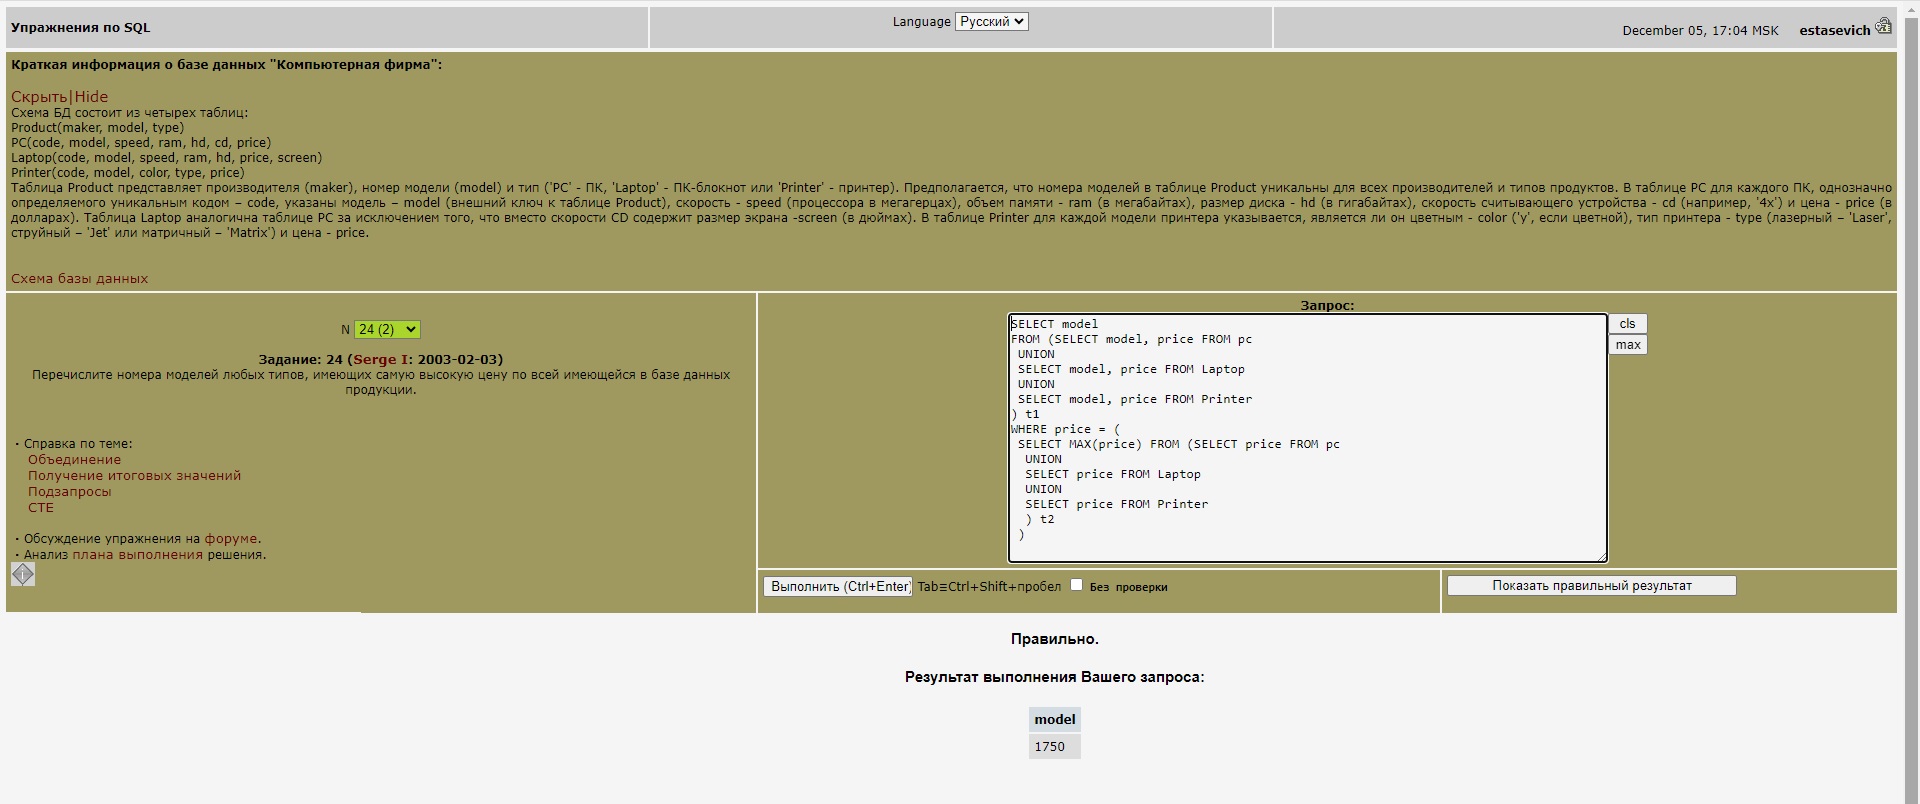 Упражнения по SQL
Language Русский
December 05, 17:04 MSK estasevich
Краткая информация о базе данных "Компьютерная фирма":
Скрыть|Hide
Схема БД состоит из четырех таблиц:
Product(maker, model, type)
PC(code, model, speed, ram, hd, cd, price)
Laptop(code, model, speed, ram, hd, price, screen)
Printer(code, model, color, type, price)
Таблица Product представляет производителя (maker), номер модели (model) и тип ('PC' - ПК, 'Laptop' - ПК-блокнот или 'Printer' - принтер). Предполагается, что номера моделей в таблице Product уникальны для всех производителей и типов продуктов. В таблице PC для каждого ПК, однозначно
определяемого уникальным кодом – code, указаны модель – model (внешний ключ к таблице Product), скорость - speed (процессора в мегагерцах), объем памяти - ram (в мегабайтах), размер диска - hd (в гигабайтах), скорость считывающего устройства - cd (например, '4x') и цена - price (в
долларах). Таблица Laptop аналогична таблице РС за исключением того, что вместо скорости CD содержит размер экрана -screen (в дюймах). В таблице Printer для каждой модели принтера указывается, является ли он цветным - color ('y', если цветной), тип принтера - type (лазерный – 'Laser',
струйный – 'Jet' или матричный – 'Matrix') и цена - price.
Схема базы данных
N 24 (2)
Задание: 24 (Serge I: 2003-02-03)
Перечислите номера моделей любых типов, имеющих самую высокую цену по всей имеющейся в базе данных
продукции.
· Справка по теме:
Объединение
Получение итоговых значений
Подзапросы
CTE
· Обсуждение упражнения на форуме.
· Анализ плана выполнения решения.
Запрос:
SELECT model
FROM (SELECT model, price FROM pc
UNION
SELECT model, price FROM Laptop
UNION
SELECT model, price FROM Printer
) t1
WHERE price = (
SELECT MAX(price) FROM (SELECT price FROM pc
UNION
SELECT price FROM Laptop
UNION
SELECT price FROM Printer
) t2
)
cls
max
Выполнить (Ctrl+Enter) Tab≡Ctrl+Shift+пробел Без проверки
Показать правильный результат
Правильно.
Результат выполнения Вашего запроса:
model
1750